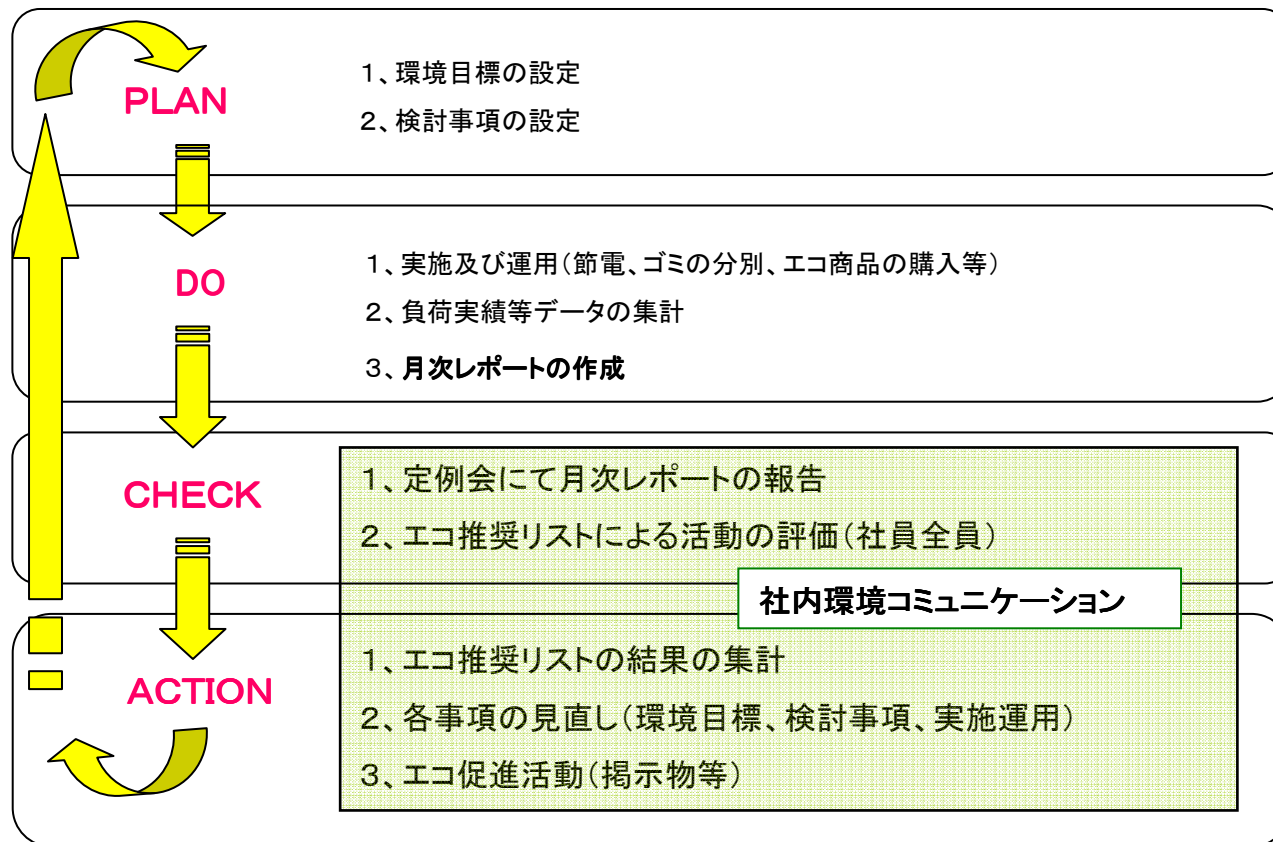 PLAN
１、環境目標の設定
２、検討事項の設定
DO
１、実施及び運用（節電、ゴミの分別、エコ商品の購入等）
２、負荷実績等データの集計
３、月次レポートの作成
CHECK
１、定例会にて月次レポートの報告
２、エコ推奨リストによる活動の評価（社員全員）
社内環境コミュニケーション
ACTION
１、エコ推奨リストの結果の集計
２、各事項の見直し（環境目標、検討事項、実施運用）
３、エコ促進活動（掲示物等）